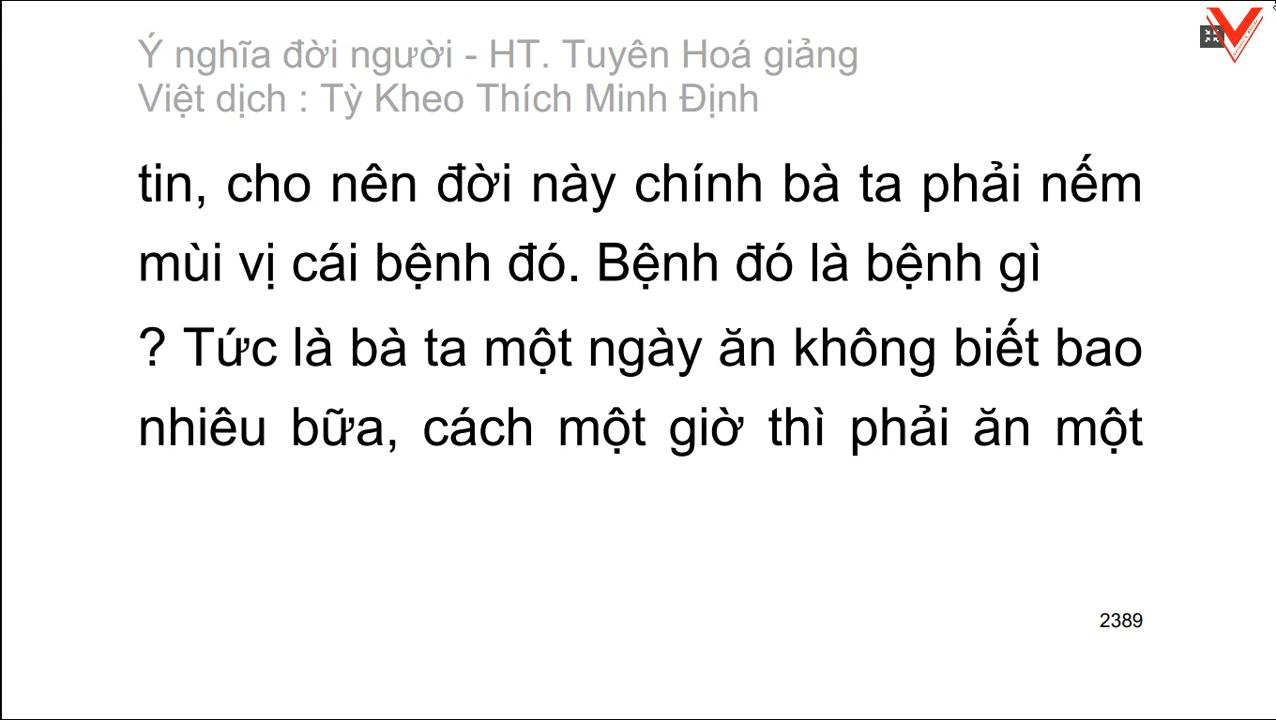 Ý nghĩa đời người - HT. Tuyên Hoá giảng
Việt dịch : Tỳ Kheo Thích Minh Định
tin, cho nên đời này chính bà ta phải nếm
mùi vị cái bệnh đó. Bệnh đó là bệnh gì
? Tức là bà ta một ngày ăn không biết bao
nhiêu bữa, cách một giờ thì phải ăn một
2389